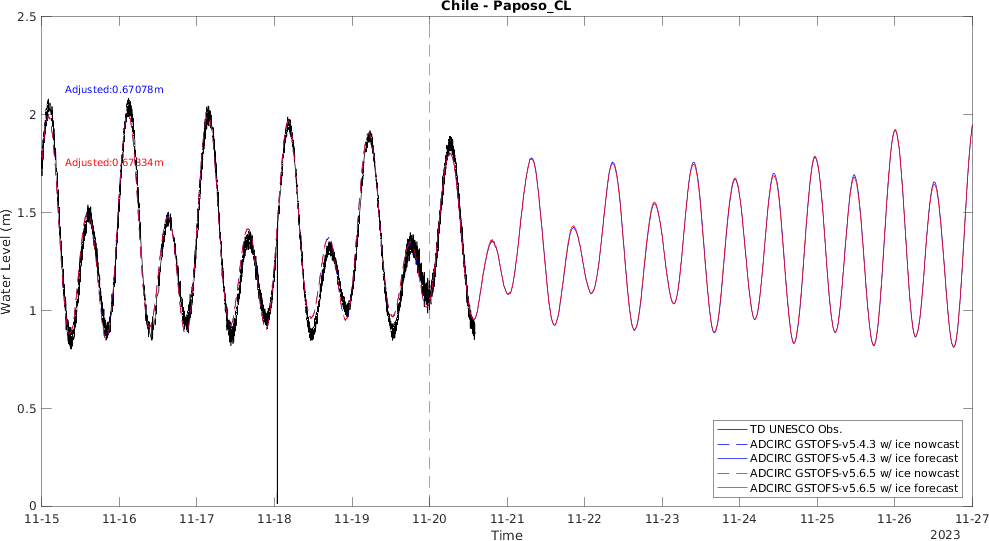 Chile - Paposo_CL
2.5
2
1.5
1
0.5
0
Water Level (m)
Adjusted:0.67078m
Adjusted:0.67834m
TD UNESCO Obs.
ADCIRC GSTOFS-v5.4.3 w/ ice nowcast
ADCIRC GSTOFS-v5.4.3 w/ ice forecast
ADCIRC GSTOFS-v5.6.5 w/ ice nowcast
ADCIRC GSTOFS-v5.6.5 w/ ice forecast
11-15 11-16 11-17 11-18 11-19 11-20 11-21 11-22 11-23 11-24 11-25 11-26 11-27
Time
2023